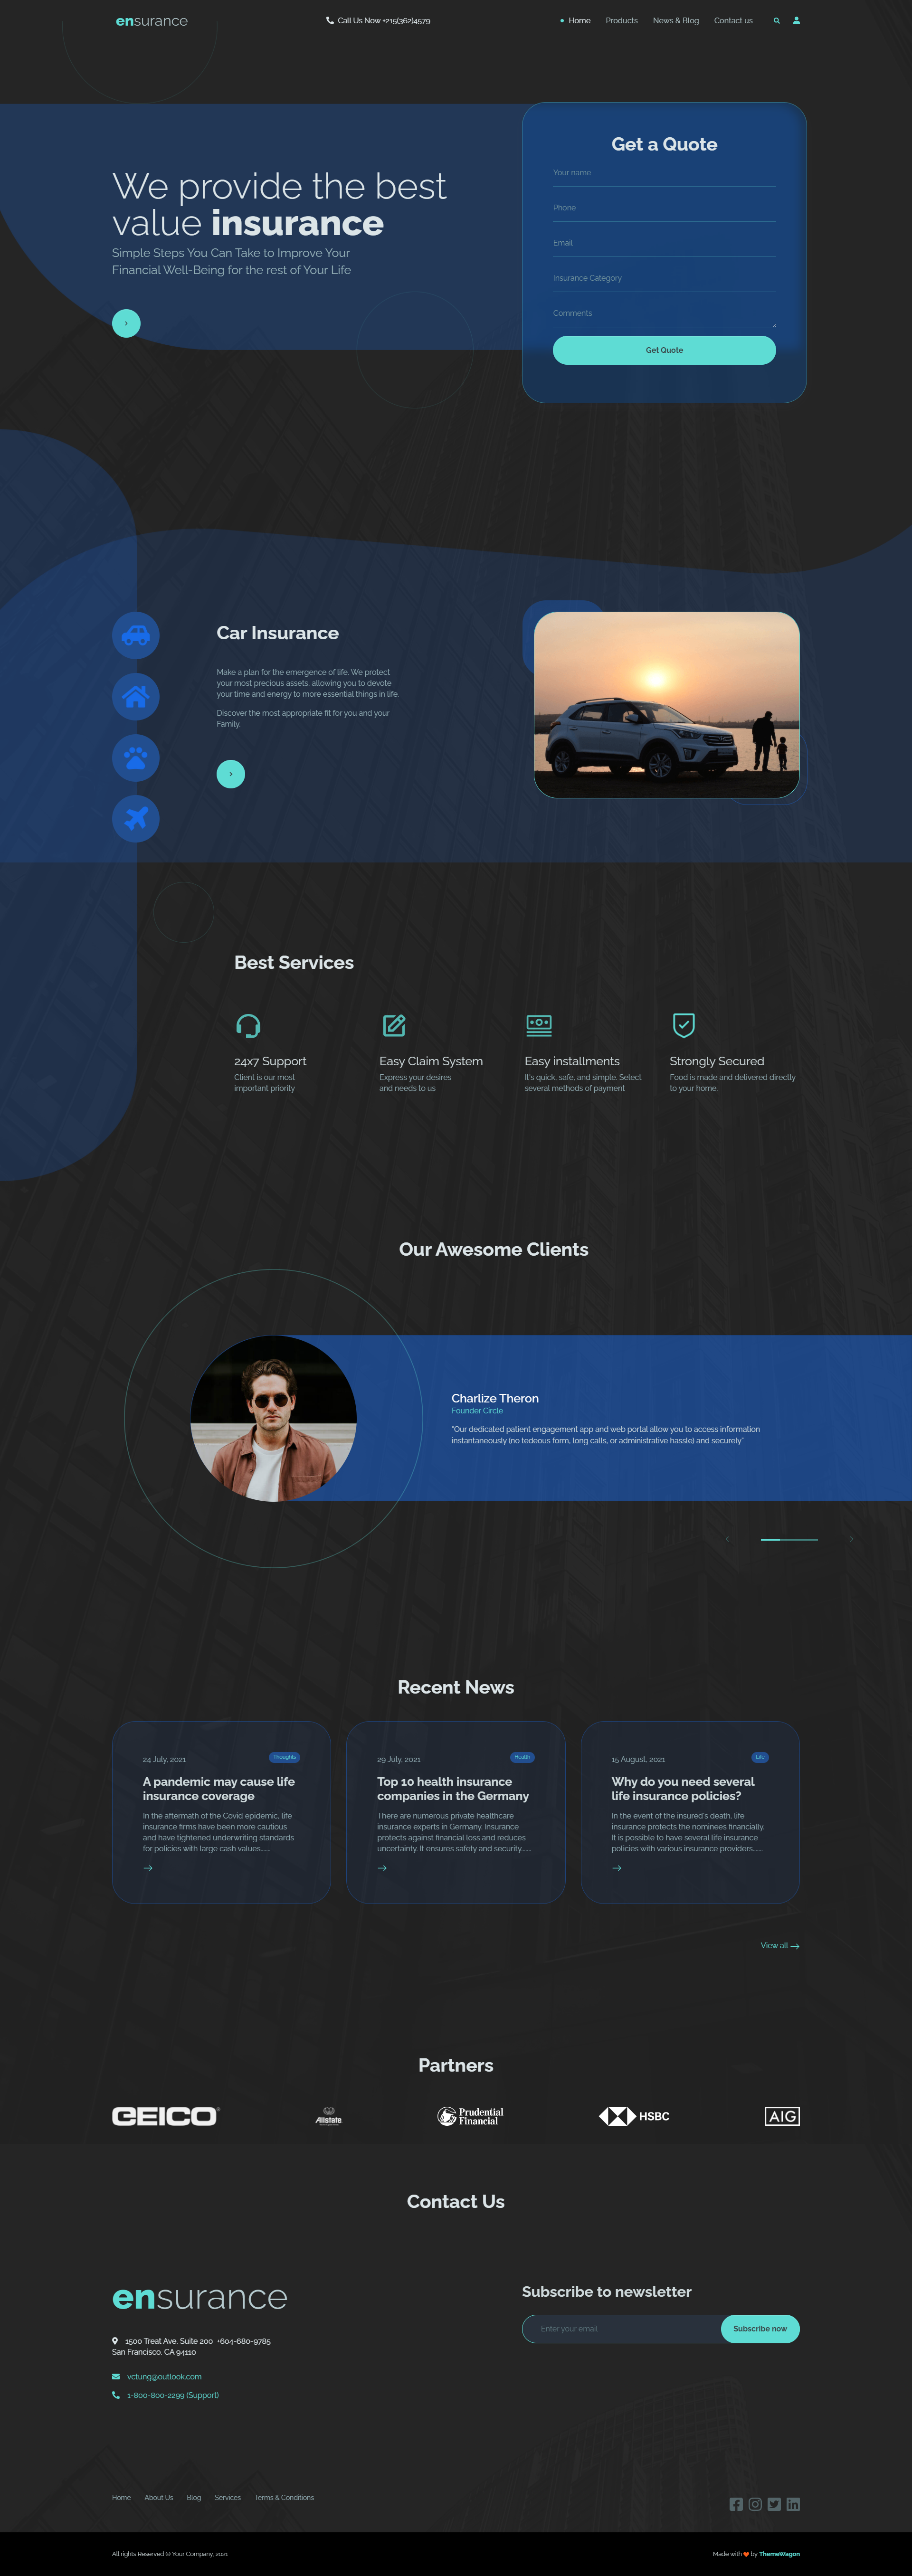 ensurance
Call Us Now +215(362)4579
Home
Products
News & Blog
Contact us
We provide the best
value insurance
Simple Steps You Can Take to Improve Your
Financial Well-Being for the rest of Your Life
Get a Quote
Your name
Phone
Email
Insurance Category
Comments
Get Quote
Car Insurance
Make a plan for the emergence of life. We protect
your most precious assets, allowing you to devote
your time and energy to more essential things in life.
Discover the most appropriate fit for you and your
Family.
Best Services
24x7 Support
Client is our most
important priority
Easy Claim System
Express your desires
and needs to us
Easy installments
It's quick, safe, and simple. Select
several methods of payment
Strongly Secured
Food is made and delivered directly
to your home.
Our Awesome Clients
Charlize Theron
Founder Circle
"Our dedicated patient engagement app and web portal allow you to access information
instantaneously (no tedeous form, long calls, or administrative hassle) and securely"
Recent News
24 July, 2021
Thoughts
A pandemic may cause life
insurance coverage
In the aftermath of the Covid epidemic, life
insurance firms have been more cautious
and have tightened underwriting standards
for policies with large cash values......
29 July, 2021
Health
Top 10 health insurance
companies in the Germany
There are numerous private healthcare
insurance experts in Germany. Insurance
protects against financial loss and reduces
uncertainty. It ensures safety and security......
15 August, 2021
Life
Why do you need several
life insurance policies?
In the event of the insured's death, life
insurance protects the nominees financially.
It is possible to have several life insurance
policies with various insurance providers......
View all
Partners
GEICO
Allstate
Prudential
Financial
HSBC
AIG
Contact Us
ensurance
1500 Treat Ave, Suite 200 +604-680-9785
San Francisco, CA 94110
vctung@outlook.com
1-800-800-2299 (Support)
Subscribe to newsletter
Enter your email
Subscribe now
Home
About Us
Blog
Services
Terms & Conditions
All rights Reserved © Your Company, 2021
Made with by ThemeWagon